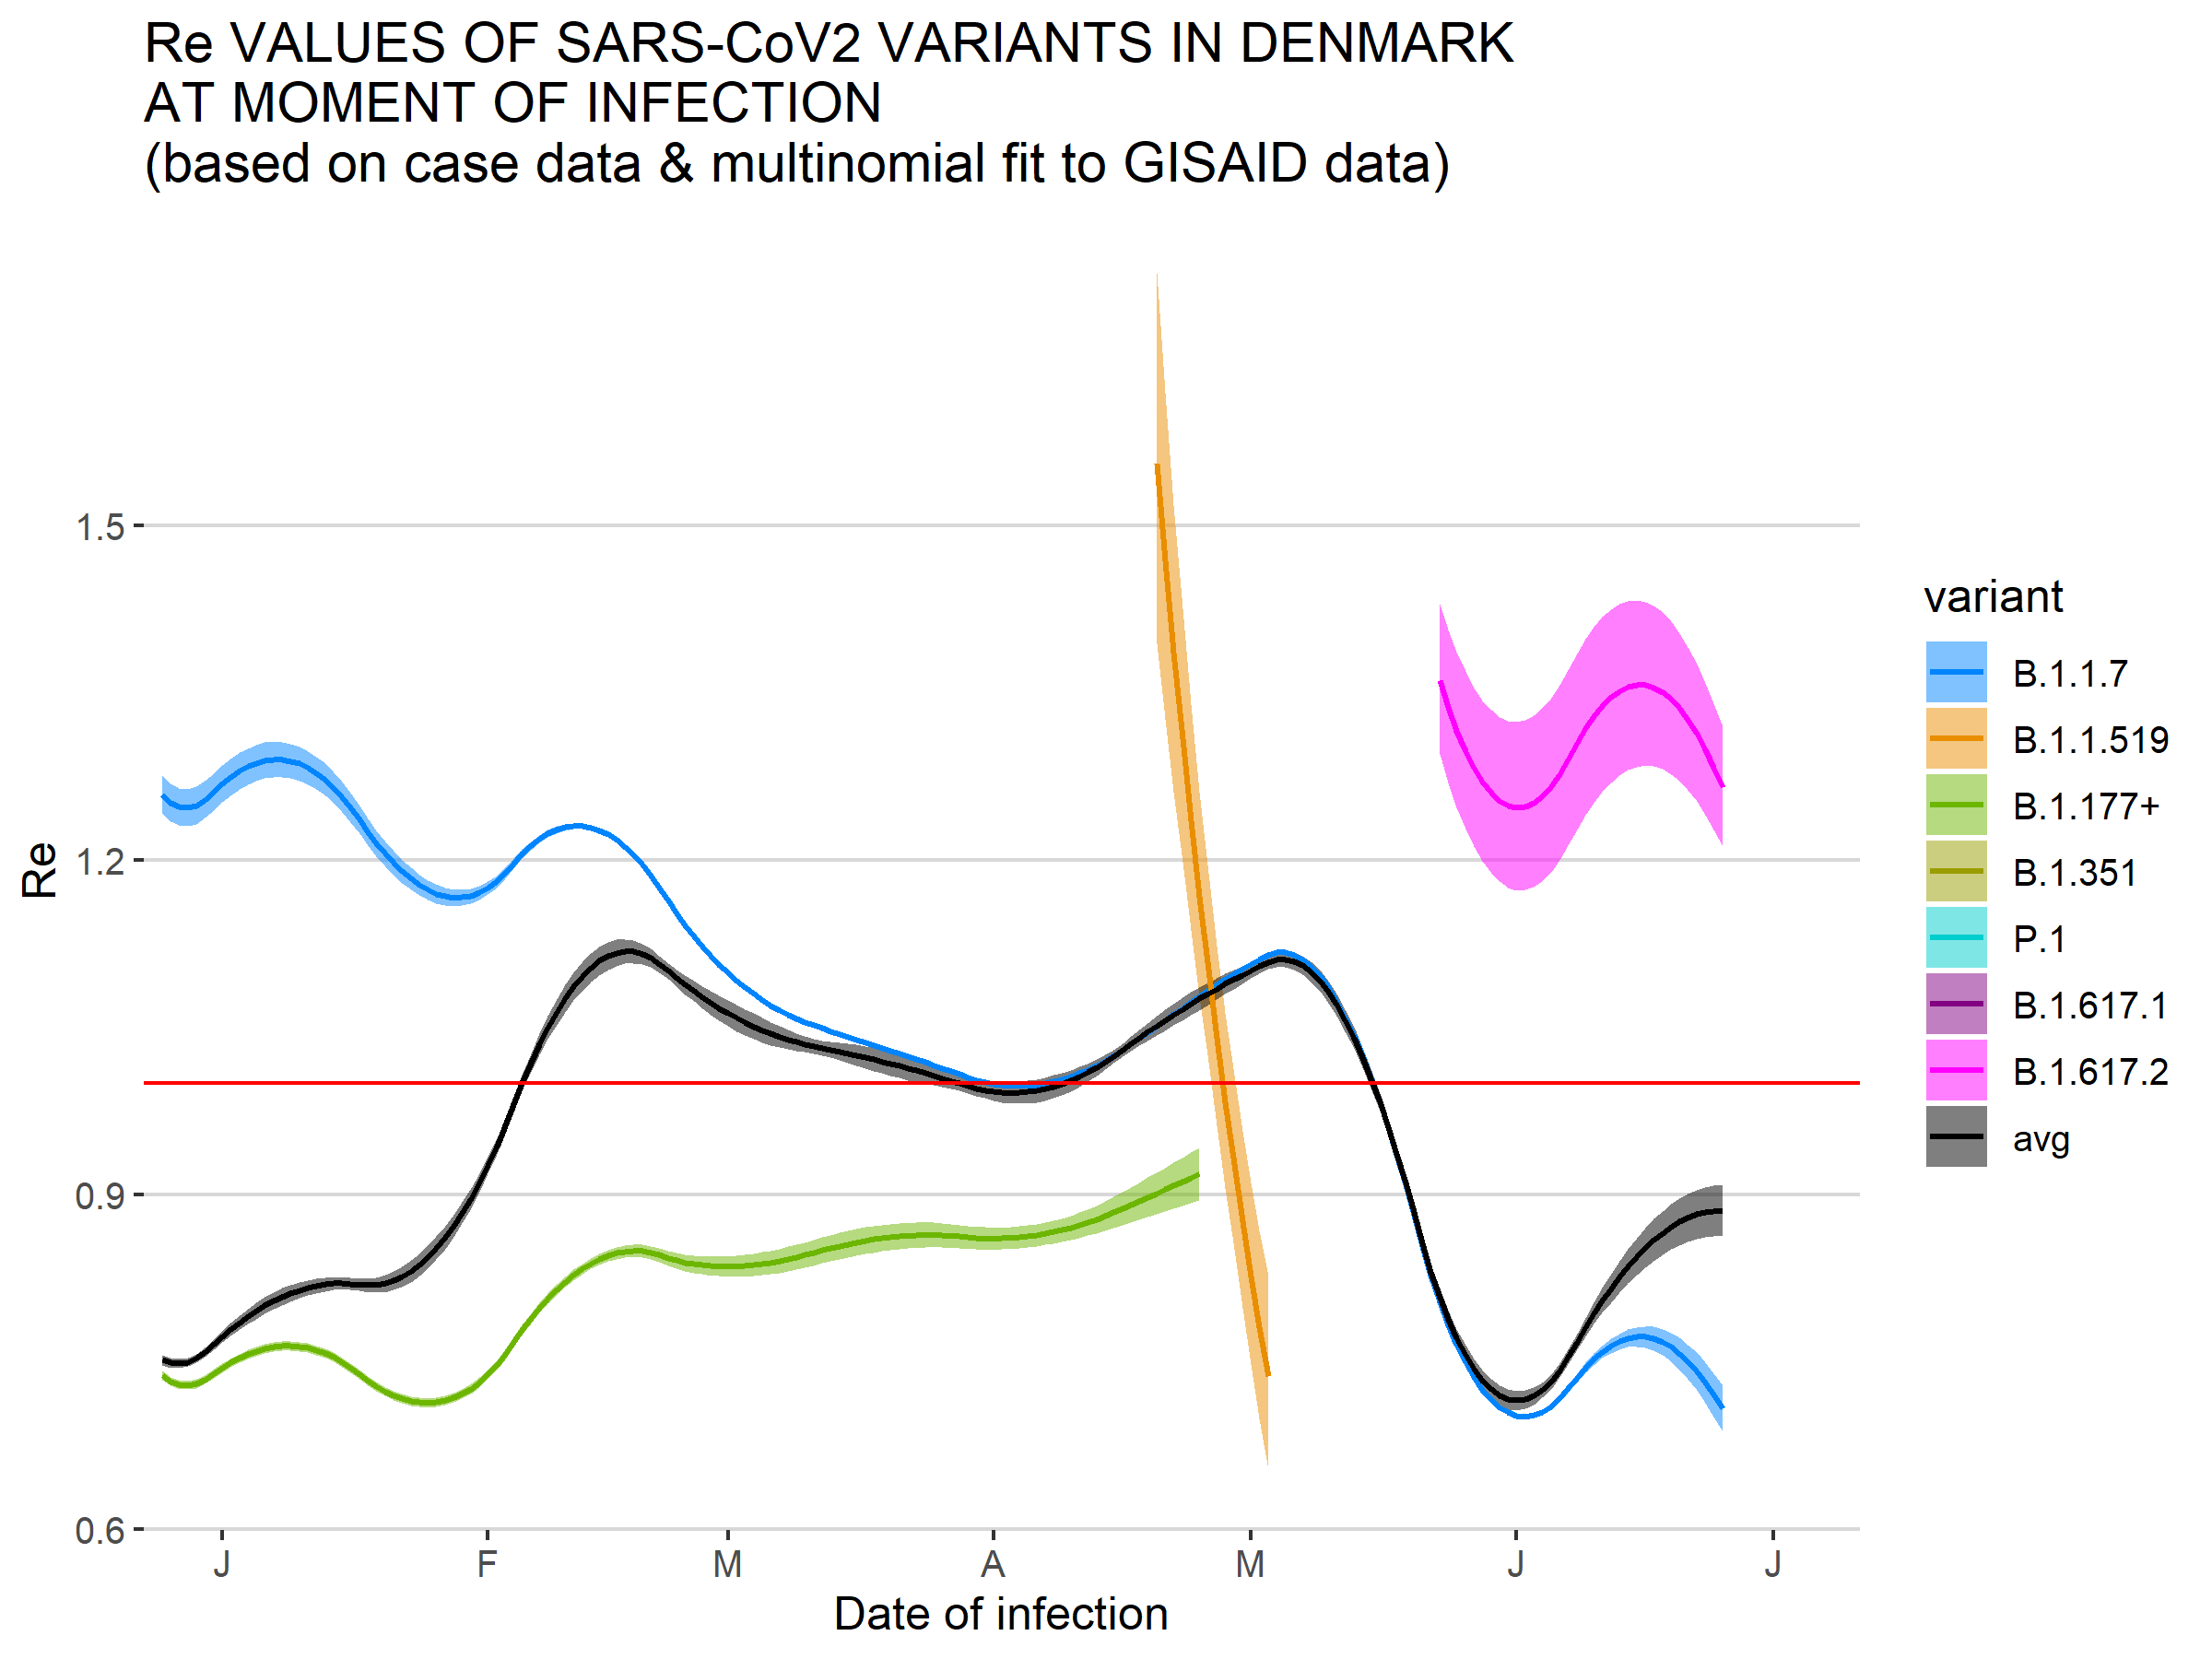 Re VALUES OF SARS-CoV2 VARIANTS IN DENMARK
AT MOMENT OF INFECTION
(based on case data & multinomial fit to GISAID data)
1.5
1.2
0.9
0.6
Re
J F M A M J J
Date of infection
variant
B.1.1.7
B.1.1.519
B.1.177+
B.1.351
P.1
B.1.617.1
B.1.617.2
avg